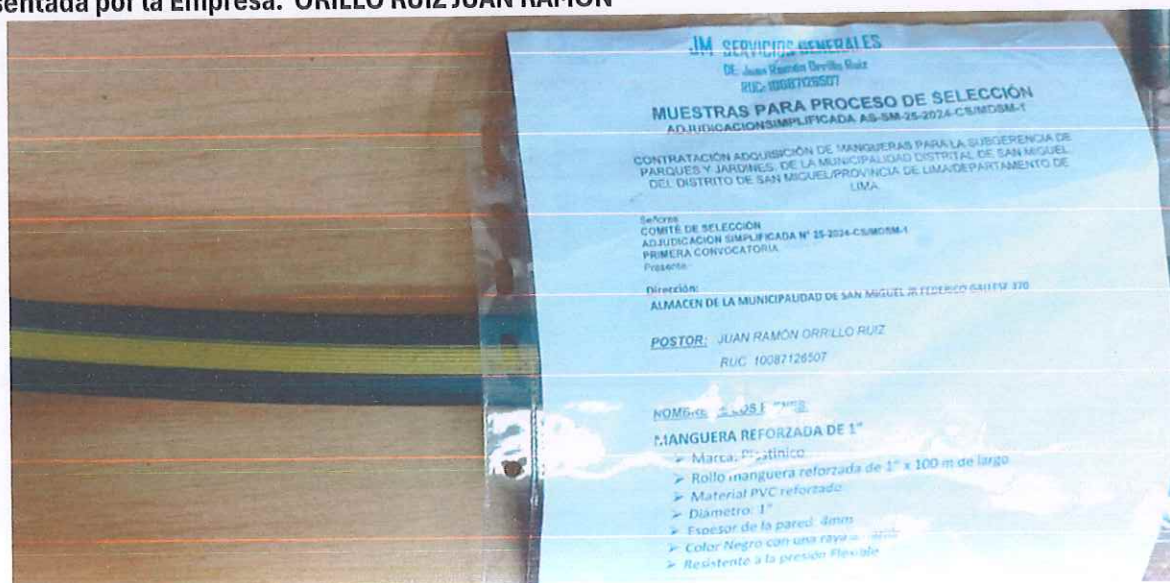 sentada por la Empresa: ORILLO RUIZ JUAN RAMON
JM SERVICIOS GENERALES
DE: Juan Ramón Orrillo Ruiz
RUC: 10087126507
MUESTRAS PARA PROCESO DE SELECCIÓN
ADJUDICACIONSIMPLIFICADA AS-SM-25-2024-CS/MDSM-1
CONTRATACIÓN ADQUISICIÓN DE MANGUERAS PARA LA SUBGERENCIA DE
PARQUES Y JARDINES, DE LA MUNICIPALIDAD DISTRITAL DE SAN MIGUEL,
DEL DISTRITO DE SAN MIGUEL/PROVINCIA DE LIMA/DEPARTAMENTO DE
LIMA
Señores
COMITÉ DE SELECCIÓN
ADJUDICACION SIMPLIFICADA N° 25-2024-CS/MDSM-1
PRIMERA CONVOCATORIA
Presente.-
Dirección:
ALMACEN DE LA MUNICIPALIDAD DE SAN MIGUEL JR FEDERICO GALLESE 370
POSTOR: JUAN RAMÓN ORRILLO RUIZ
RUC 10087126507
MANGUERA REFORZADA DE 1"
➢ Marca:
➢ Rollo manguera reforzada de 1" x 100 m de largo
➢ Material PVC reforzado
➢ Diámetro: 1"
➢ Espesor de la pared: 4mm
➢ Color Negro con una raya
➢ Resistente a la presión Flexible